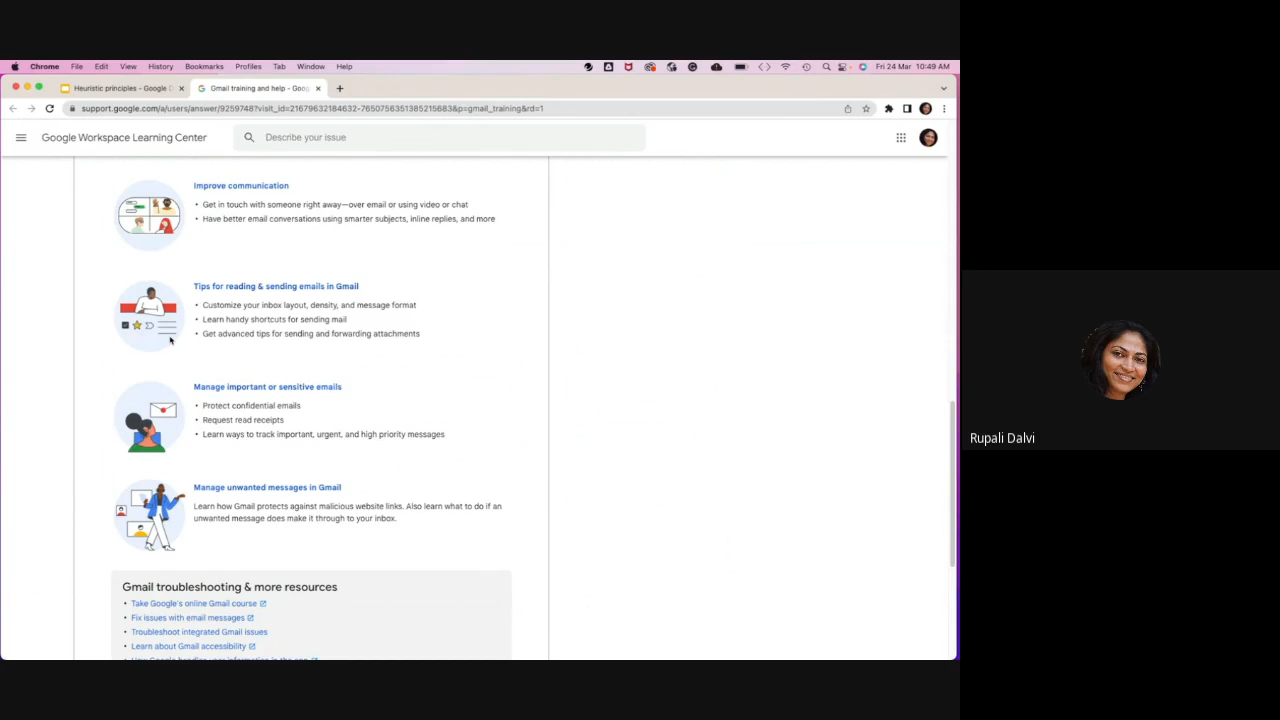 Chrome File Edit View History Bookmarks Profiles Tab Window Help
Fri 24 Mar 10:49 AM
Heuristic principles - Google D
Gmail training and help - Goog
support.google.com/a/users/answer/9259748?visit_id=21679632184632-7650756351385215683&p=gmail_training&rd=1
Google Workspace Learning Center
Describe your issue
Improve communication
• Get in touch with someone right away—over email or using video or chat
• Have better email conversations using smarter subjects, inline replies, and more
Tips for reading & sending emails in Gmail
• Customize your inbox layout, density, and message format
• Learn handy shortcuts for sending mail
• Get advanced tips for sending and forwarding attachments
Manage important or sensitive emails
• Protect confidential emails
• Request read receipts
• Learn ways to track important, urgent, and high priority messages
Manage unwanted messages in Gmail
Learn how Gmail protects against malicious website links. Also learn what to do if an
unwanted message does make it through to your inbox.
Gmail troubleshooting & more resources
• Take Google's online Gmail course
• Fix issues with email messages
• Troubleshoot integrated Gmail issues
• Learn about Gmail accessibility
• How Google handles user information in the app
Rupali Dalvi